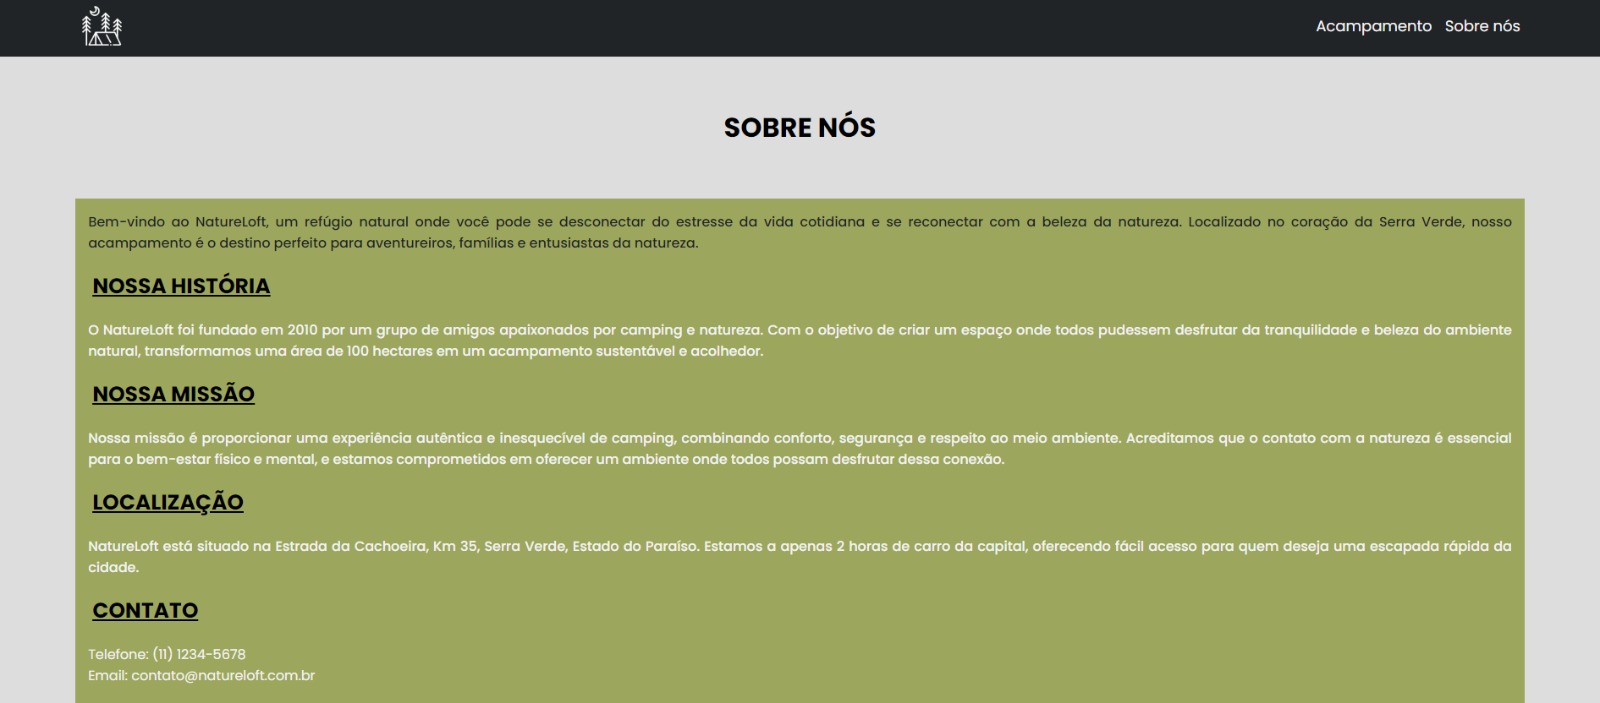 Acampamento Sobre nós
SOBRE NÓS
Bem-vindo ao NatureLoft, um refúgio natural onde você pode se desconectar do estresse da vida cotidiana e se reconectar com a beleza da natureza. Localizado no coração da Serra Verde, nosso
acampamento é o destino perfeito para aventureiros, famílias e entusiastas da natureza.
NOSSA HISTÓRIA
O NatureLoft foi fundado em 2010 por um grupo de amigos apaixonados por camping e natureza. Com o objetivo de criar um espaço onde todos pudessem desfrutar da tranquilidade e beleza do ambiente
natural, transformamos uma área de 100 hectares em um acampamento sustentável e acolhedor.
NOSSA MISSÃO
Nossa missão é proporcionar uma experiência autêntica e inesquecível de camping, combinando conforto, segurança e respeito ao meio ambiente. Acreditamos que o contato com a natureza é essencial
para o bem-estar físico e mental, e estamos comprometidos em oferecer um ambiente onde todos possam desfrutar dessa conexão.
LOCALIZAÇÃO
NatureLoft está situado na Estrada da Cachoeira, Km 35, Serra Verde, Estado do Paraíso. Estamos a apenas 2 horas de carro da capital, oferecendo fácil acesso para quem deseja uma escapada rápida da
cidade.
CONTATO
Telefone: (11) 1234-5678
Email: contato@natureloft.com.br